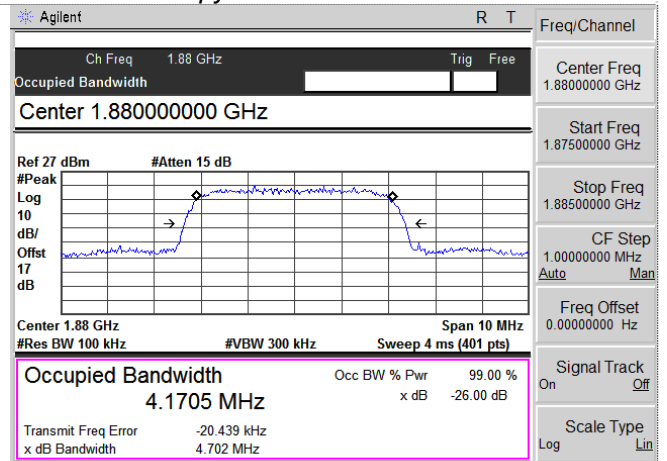 Agilent R T
Ch Freq 1.88 GHz Trig Free
Occupied Bandwidth
Center 1.880000000 GHz
Ref 27 dBm #Atten 15 dB
#Peak
Log
10
dB/
Offst
17
dB
Center 1.88 GHz Span 10 MHz
#Res BW 100 kHz #VBW 300 kHz Sweep 4 ms (401 pts)
Occupied Bandwidth Occ BW % Pwr 99.00 %
4.1705 MHz x dB -26.00 dB
Transmit Freq Error -20.439 kHz
x dB Bandwidth 4.702 MHz
Freq/Channel
Center Freq
1.88000000 GHz
Start Freq
1.87500000 GHz
Stop Freq
1.88500000 GHz
CF Step
1.00000000 MHz
Auto Man
Freq Offset
0.00000000 Hz
Signal Track
On Off
Scale Type
Log Lin